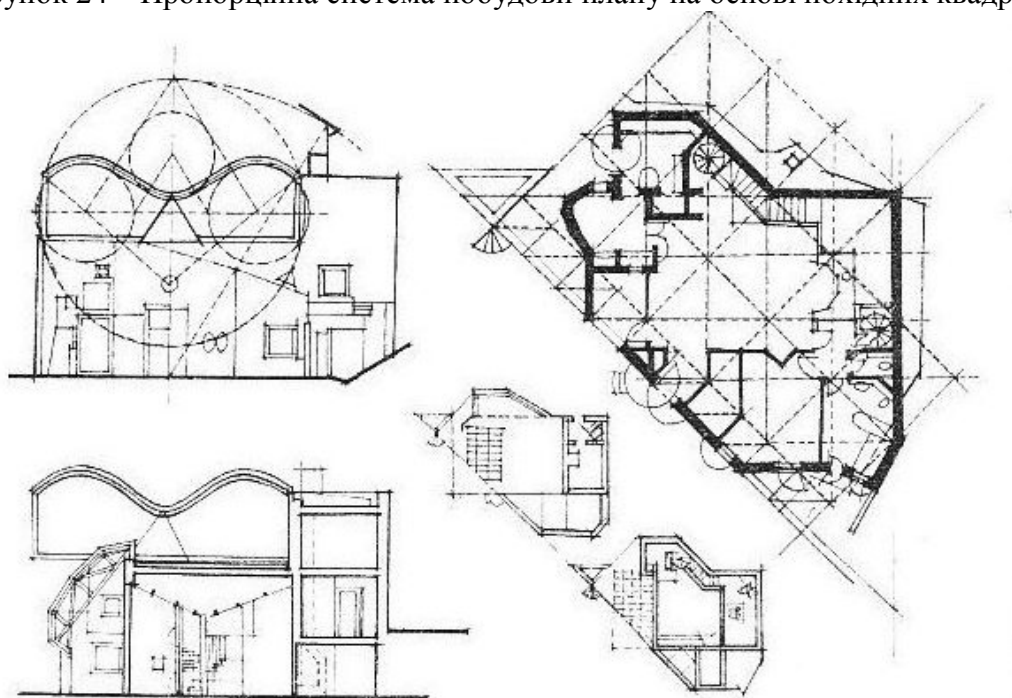 унок 24 – Пропорційна система побудови плану на основі похідних квадр